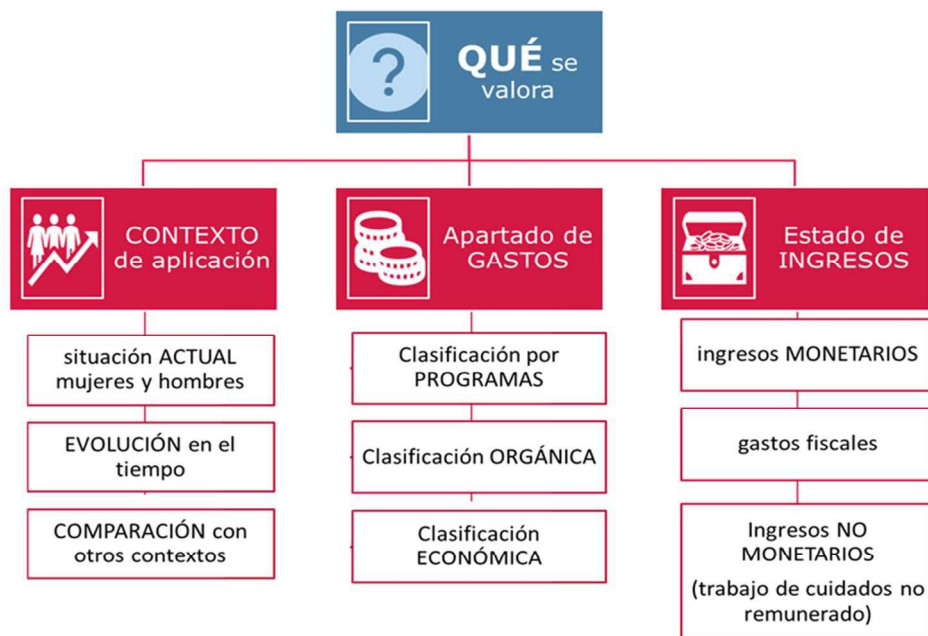 ?
QUÉ se
valora
CONTEXTO
de aplicación
situación ACTUAL
mujeres y hombres
EVOLUCIÓN en el
tiempo
COMPARACIÓN con
otros contextos
Apartado de
GASTOS
Clasificación por
PROGRAMAS
Clasificación ORGÁNICA
Clasificación
ECONÓMICA
Estado de
INGRESOS
ingresos MONETARIOS
gastos fiscales
Ingresos NO
MONETARIOS
(trabajo de cuidados no
remunerado)